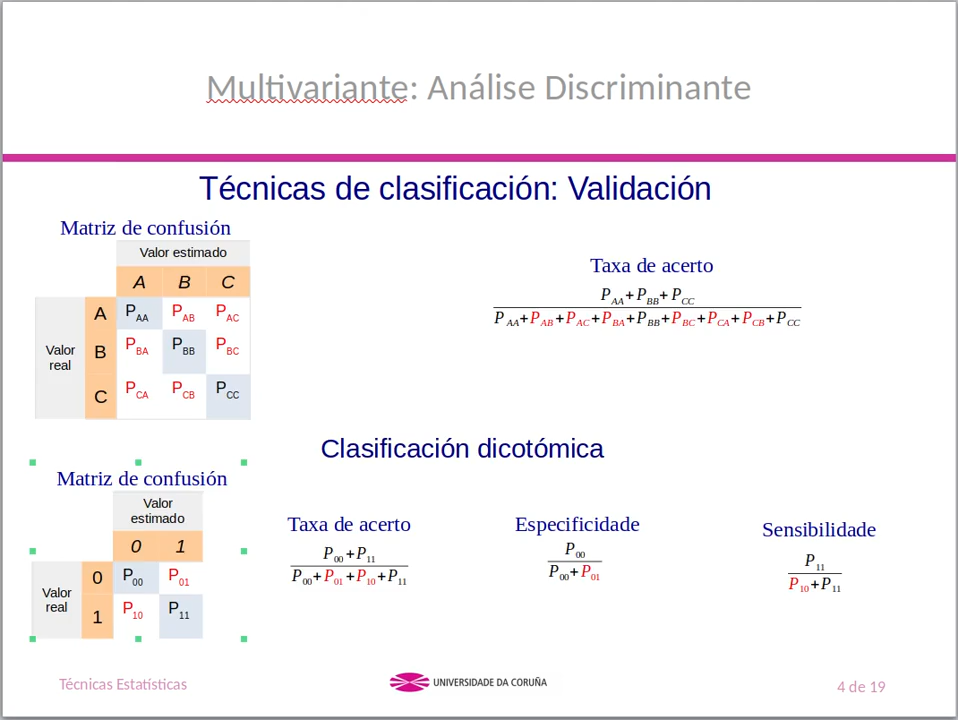 Multivariante: Análise Discriminante
Técnicas de clasificación: Validación
Matriz de confusión
Valor estimado
A B C
Valor real
A P_AA P_AB P_AC
B P_BA P_BB P_BC
C P_CA P_CB P_CC
Taxa de acerto
P_AA + P_BB + P_CC
P_AA + P_AB + P_AC + P_BA + P_BB + P_BC + P_CA + P_CB + P_CC
Clasificación dicotómica
Matriz de confusión
Valor
estimado
0 1
Valor
real
0 P_00 P_01
1 P_10 P_11
Taxa de acerto
P_00 + P_11
P_00 + P_01 + P_10 + P_11
Especificidade
P_00
P_00 + P_01
Sensibilidade
P_11
P_10 + P_11
Técnicas Estatísticas
UNIVERSIDADE DA CORUÑA
4 de 19